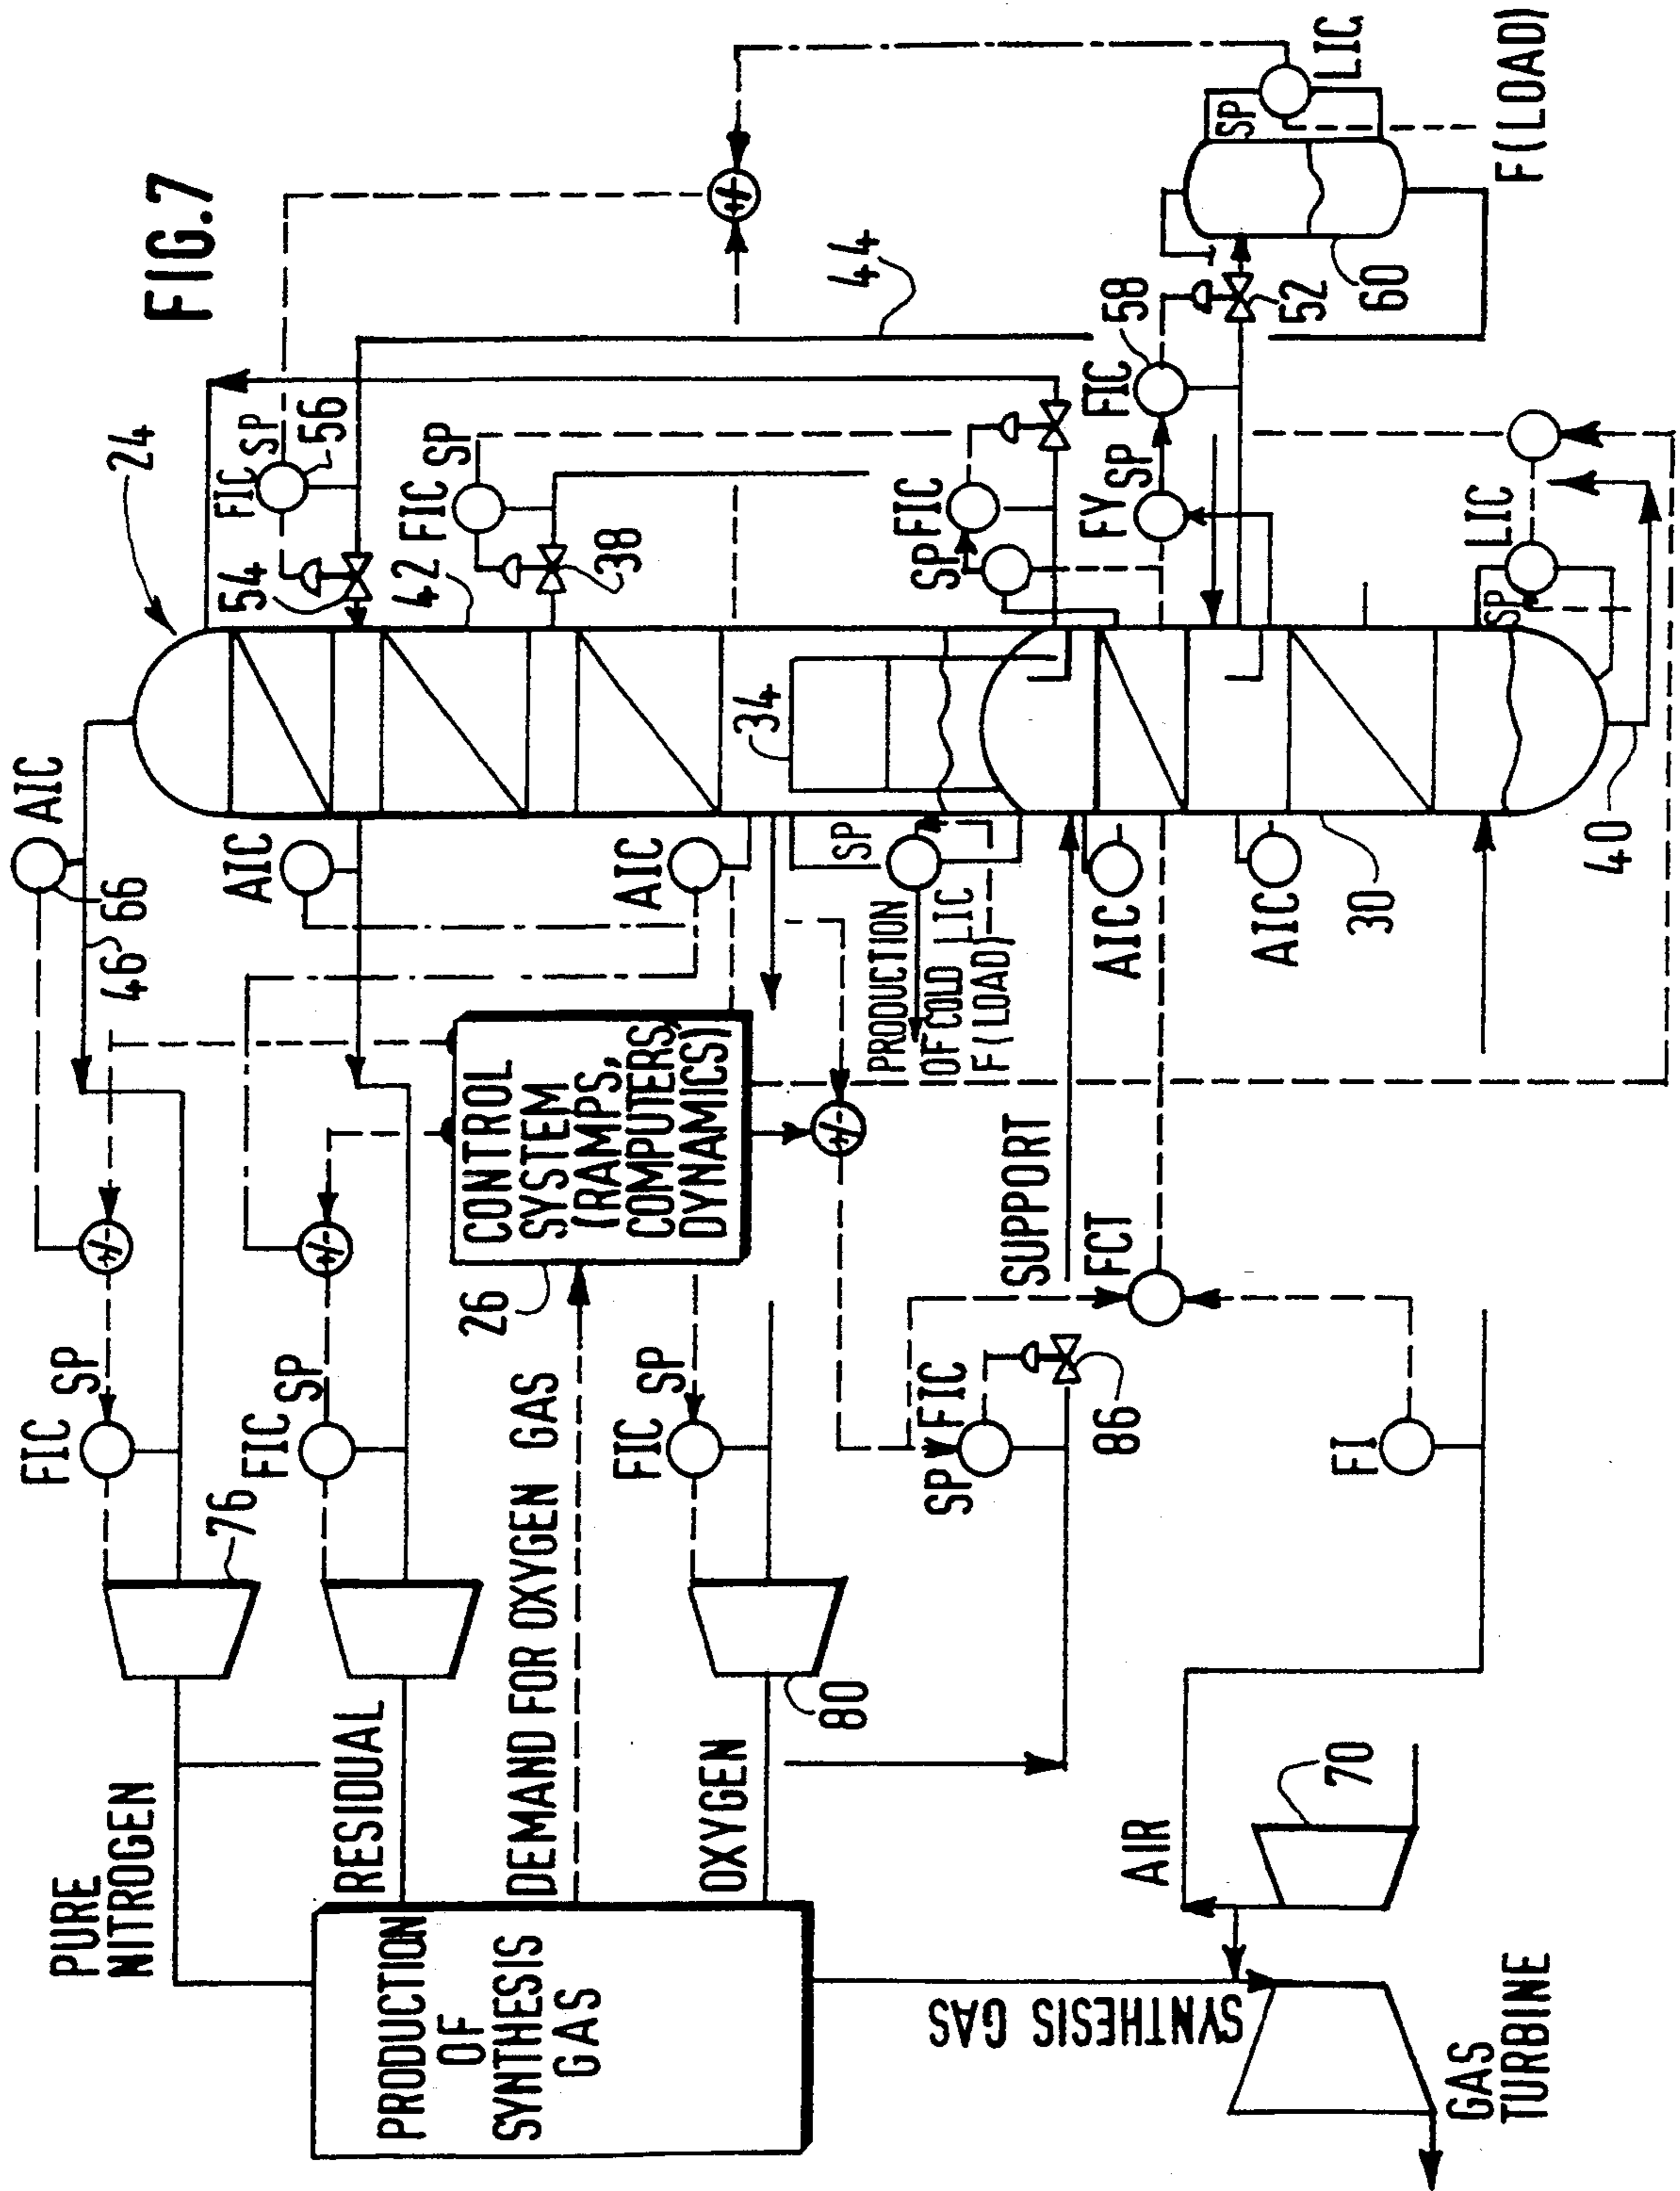 FIG.7
24
AIC
66
46
FIC
SP
56
54
42
AIC
FIC
SP
38
44
AIC
34
FIC
SP
FY
SP
FIC
58
52
60
SP
LIC
F(LOAD)
LIC
SP
40
30
AIC
AIC
SP
LIC
PRODUCTION
OF COLD
F(LOAD)
CONTROL
SYSTEM
(RAMPS,
COMPUTERS,
DYNAMICS)
26
SUPPORT
FCT
FIC
SP
FIC
SP
FIC
SP
FIC
SP
86
FI
76
80
70
PURE
NITROGEN
RESIDUAL
DEMAND FOR OXYGEN GAS
OXYGEN
AIR
PRODUCTION
OF
SYNTHESIS
GAS
SYNTHESIS GAS
GAS
TURBINE